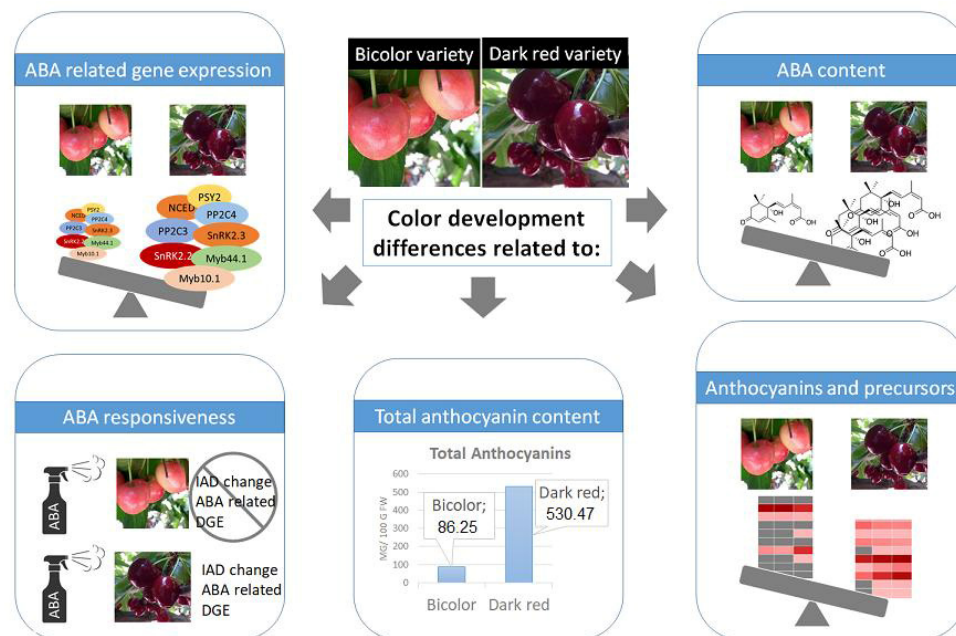 Bicolor variety
Dark red variety
Color development
differences related to:
ABA related gene expression
PSY2
NCED
PP2C4
PP2C3
SnRK2.3
SnRK2.2
Myb44.1
Myb10.1
PSY2
NCED
PP2C4
PP2C3
SnRK2.3
SnRK2.2
Myb44.1
Myb10.1
ABA content
OH
O
OH
O
OH
O
OH
O
OH
OH
O
OH
ABA responsiveness
ABA
IAD change
ABA related
DGE
ABA
IAD change
ABA related
DGE
Total anthocyanin content
Total Anthocyanins
MG/ 100 G FW
600
500
400
300
200
100
0
Bicolor;
86.25
Dark red;
530.47
Bicolor
Dark red
Anthocyanins and precursors